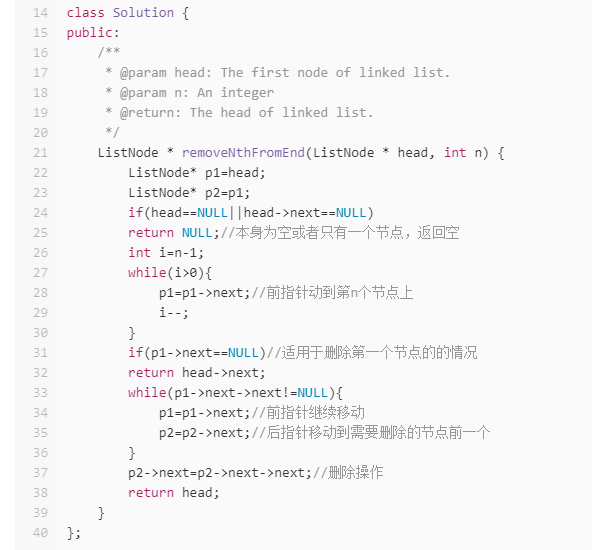 14 class Solution {
15 public:
16     /**
17      * @param head: The first node of linked list.
18      * @param n: An integer
19      * @return: The head of linked list.
20      */
21     ListNode * removeNthFromEnd(ListNode * head, int n) {
22         ListNode* p1=head;
23         ListNode* p2=p1;
24         if(head==NULL||head->next==NULL)
25         return NULL;//本身为空或者只有一个节点，返回空
26         int i=n-1;
27         while(i>0){
28             p1=p1->next;//前指针动到第n个节点上
29             i--;
30         }
31         if(p1->next==NULL)//适用于删除第一个节点的的情况
32         return head->next;
33         while(p1->next->next!=NULL){
34             p1=p1->next;//前指针继续移动
35             p2=p2->next;//后指针移动到需要删除的节点前一个
36         }
37         p2->next=p2->next->next;//删除操作
38         return head;
39     }
40 };